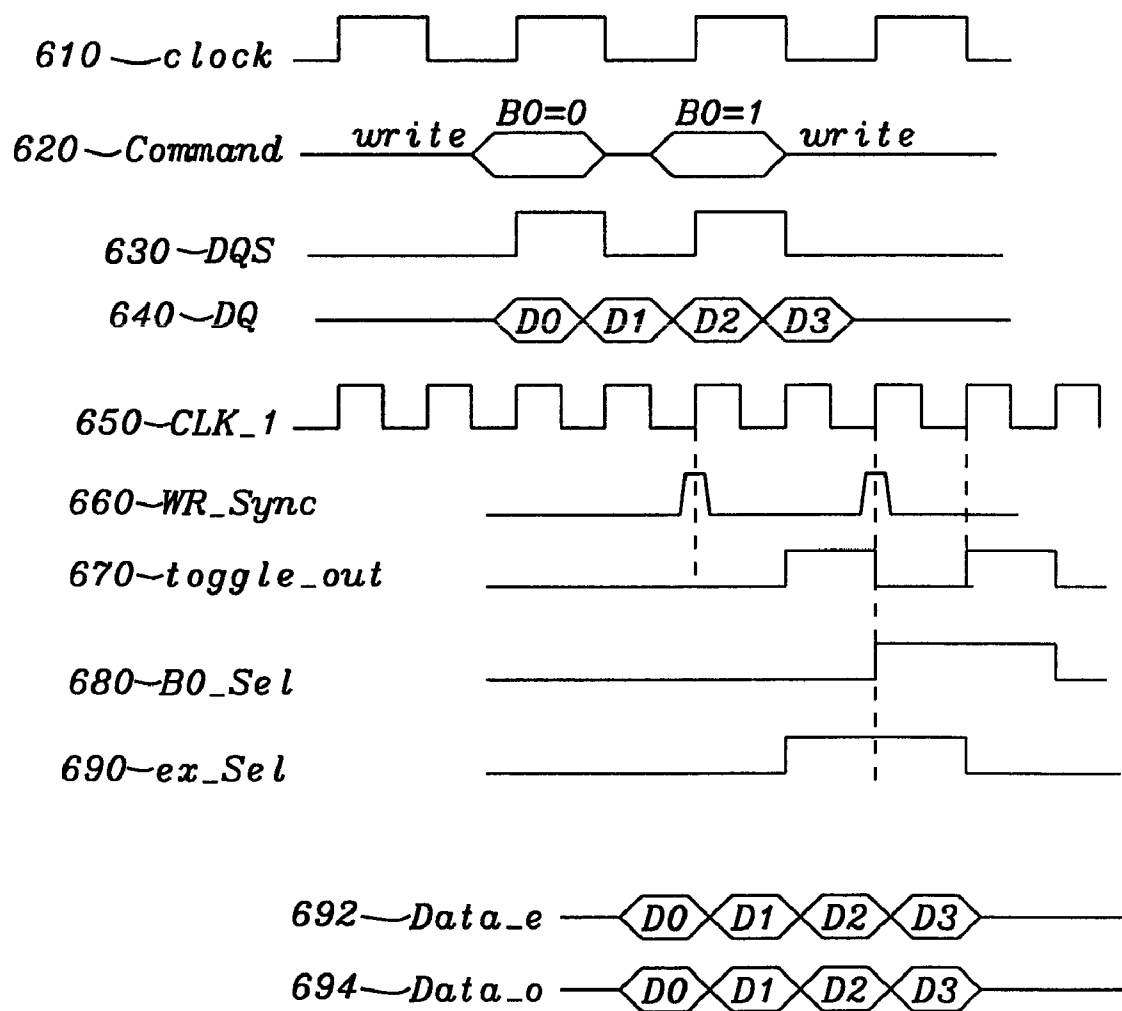 610 clock
B0=0 B0=1
620 Command write write
630 DQS
640 DQ D0 D1 D2 D3
650 CLK_1
660 WR_Sync
670 toggle_out
680 B0_Sel
690 ex_Sel
692 Data_e D0 D1 D2 D3
694 Data_o D0 D1 D2 D3